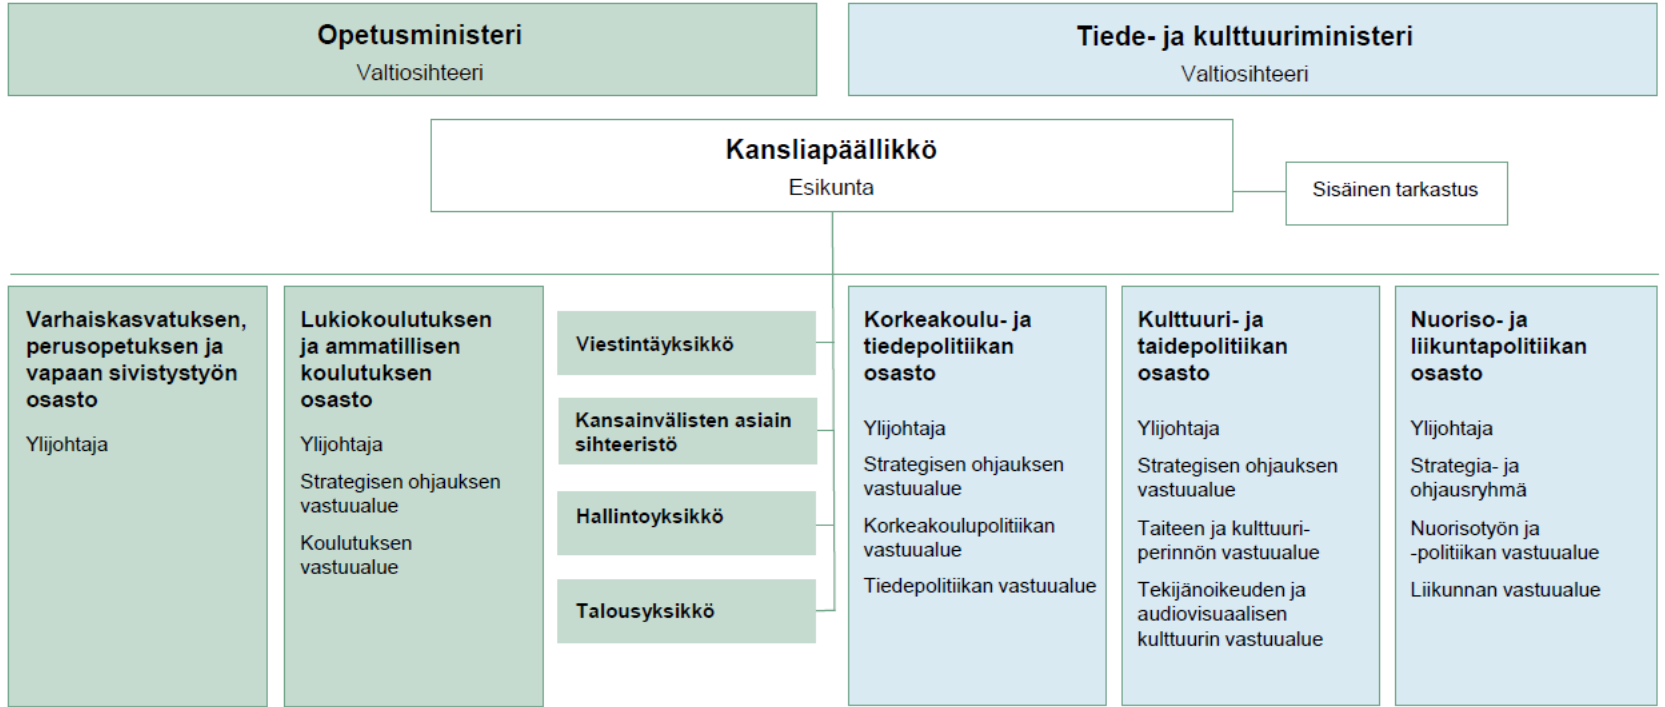 Opetusministeri
Valtiosihteeri
Tiede- ja kulttuuriministeri
Valtiosihteeri
Kansliapäällikkö
Esikunta
Sisäinen tarkastus
Varhaiskasvatuksen,
perusopetuksen ja
vapaan sivistystyön
osasto
Ylijohtaja
Lukiokoulutuksen
ja ammatillisen
koulutuksen
osasto
Ylijohtaja
Strategisen ohjauksen
vastuualue
Koulutuksen
vastuualue
Viestintäyksikkö
Kansainvälisten asiain
sihteeristö
Hallintoyksikkö
Talousyksikkö
Korkeakoulu- ja
tiedepolitiikan
osasto
Ylijohtaja
Strategisen ohjauksen
vastuualue
Korkeakoulupolitiikan
vastuualue
Tiedepolitiikan vastuualue
Kulttuuri- ja
taidepolitiikan
osasto
Ylijohtaja
Strategisen ohjauksen
vastuualue
Taiteen ja kulttuuri-
perinnön vastuualue
Tekijänoikeuden ja
audiovisuaalisen
kulttuurin vastuualue
Nuoriso- ja
liikuntapolitiikan
osasto
Ylijohtaja
Strategia- ja
ohjausryhmä
Nuorisotyön ja
-politiikan vastuualue
Liikunnan vastuualue